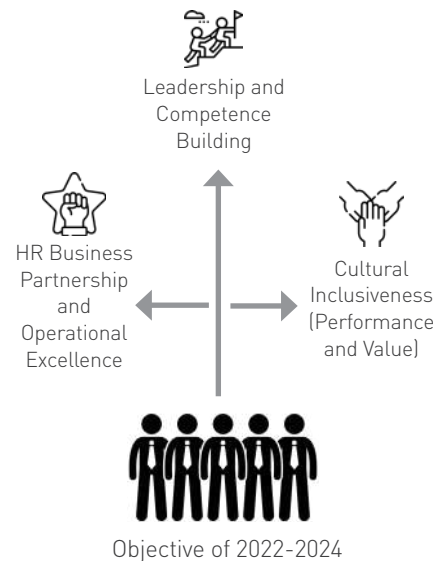 Leadership and
Competence
Building
HR Business
Partnership
and
Operational
Excellence
Cultural
Inclusiveness
(Performance
and Value)
Objective of 2022-2024